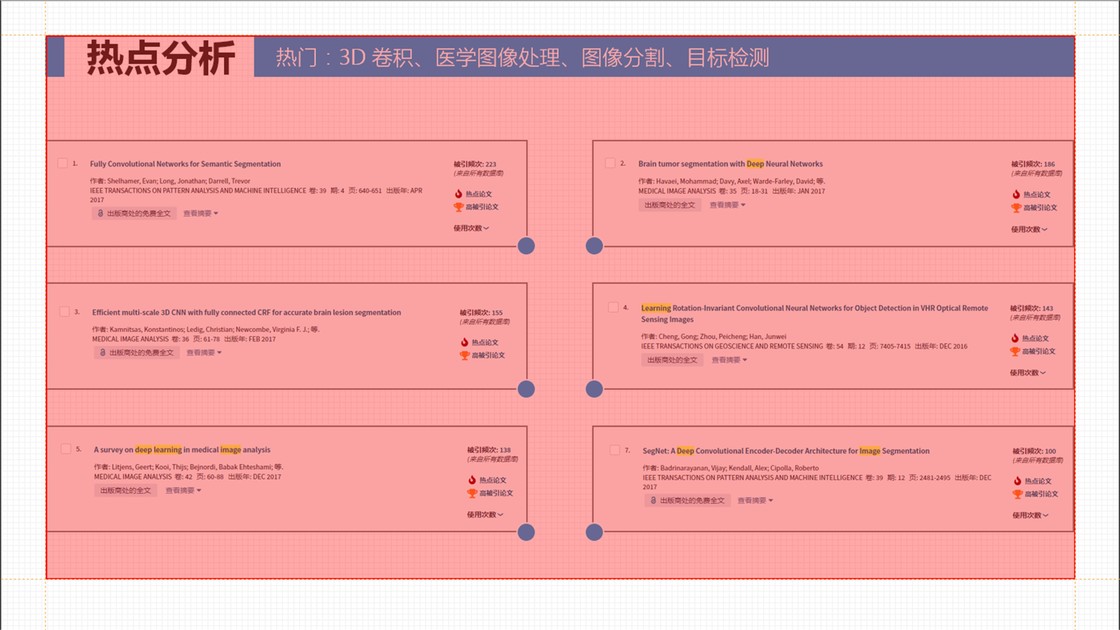 热点分析
热门：3D 卷积、医学图像处理、图像分割、目标检测
1. Fully Convolutional Networks for Semantic Segmentation
作者: Shelhamer, Evan; Long, Jonathan; Darrell, Trevor
IEEE TRANSACTIONS ON PATTERN ANALYSIS AND MACHINE INTELLIGENCE 卷: 39 期: 4 页: 640-651 出版年: APR
2017
出版商处的免费全文 查看摘要
被引频次: 223
(来自所有数据库)
热点论文
高被引论文
使用次数
2. Brain tumor segmentation with Deep Neural Networks
作者: Havaei, Mohammad; Davy, Axel; Warde-Farley, David; 等.
MEDICAL IMAGE ANALYSIS 卷: 35 页: 18-31 出版年: JAN 2017
出版商处的全文 查看摘要
被引频次: 186
(来自所有数据库)
热点论文
高被引论文
使用次数
3. Efficient multi-scale 3D CNN with fully connected CRF for accurate brain lesion segmentation
作者: Kamnitsas, Konstantinos; Ledig, Christian; Newcombe, Virginia F. J.; 等.
MEDICAL IMAGE ANALYSIS 卷: 36 页: 61-78 出版年: FEB 2017
出版商处的免费全文 查看摘要
被引频次: 155
(来自所有数据库)
热点论文
高被引论文
4. Learning Rotation-Invariant Convolutional Neural Networks for Object Detection in VHR Optical Remote
Sensing Images
作者: Cheng, Gong; Zhou, Peicheng; Han, Junwei
IEEE TRANSACTIONS ON GEOSCIENCE AND REMOTE SENSING 卷: 54 期: 12 页: 7405-7415 出版年: DEC 2016
出版商处的全文 查看摘要
被引频次: 143
(来自所有数据库)
热点论文
高被引论文
使用次数
5. A survey on deep learning in medical image analysis
作者: Litjens, Geert; Kooi, Thijs; Bejnordi, Babak Ehteshami; 等.
MEDICAL IMAGE ANALYSIS 卷: 42 页: 60-88 出版年: DEC 2017
出版商处的全文 查看摘要
被引频次: 138
(来自所有数据库)
热点论文
高被引论文
使用次数
7. SegNet: A Deep Convolutional Encoder-Decoder Architecture for Image Segmentation
作者: Badrinarayanan, Vijay; Kendall, Alex; Cipolla, Roberto
IEEE TRANSACTIONS ON PATTERN ANALYSIS AND MACHINE INTELLIGENCE 卷: 39 期: 12 页: 2481-2495 出版年: DEC
2017
出版商处的免费全文 查看摘要
被引频次: 100
(来自所有数据库)
热点论文
高被引论文
使用次数